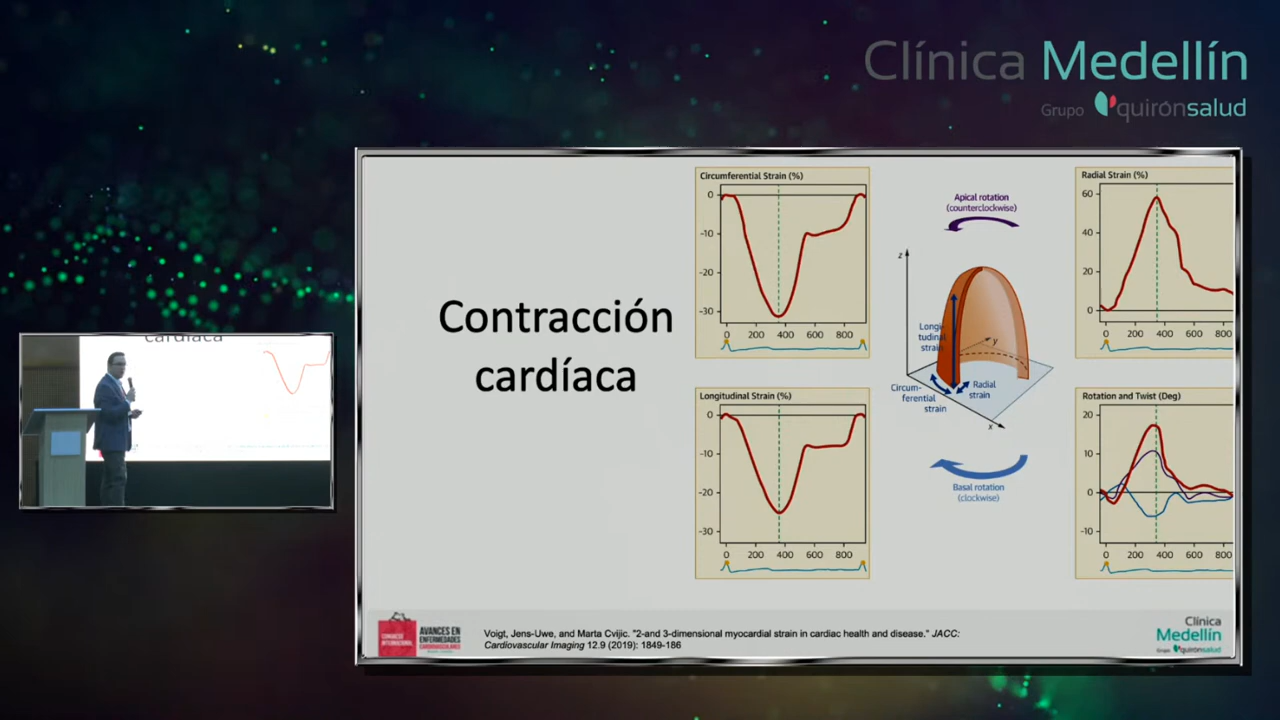 Clínica Medellín
Grupo quirónsalud
Contracción
cardíaca
Circumferential Strain (%)
0
-10
-20
-30
0 200 400 600 800
Longitudinal Strain (%)
0
-10
-20
-30
0 200 400 600 800
Apical rotation
(counterclockwise)
z
Longi-
tudinal
strain
y
Circum-
ferential
strain
Radial
strain
x
Basal rotation
(clockwise)
Radial Strain (%)
60
40
20
0
0 200 400 600 800
Rotation and Twist (Deg)
20
10
0
-10
0 200 400 600 800
cardíaca
CONGRESO
INTERNACIONAL
AVANCES EN
ENFERMEDADES
CARDIOVASCULARES
Voigt, Jens-Uwe, and Marta Cvijic. "2-and 3-dimensional myocardial strain in cardiac health and disease." JACC:
Cardiovascular Imaging 12.9 (2019): 1849-186
Clínica
Medellín
Grupo quirónsalud